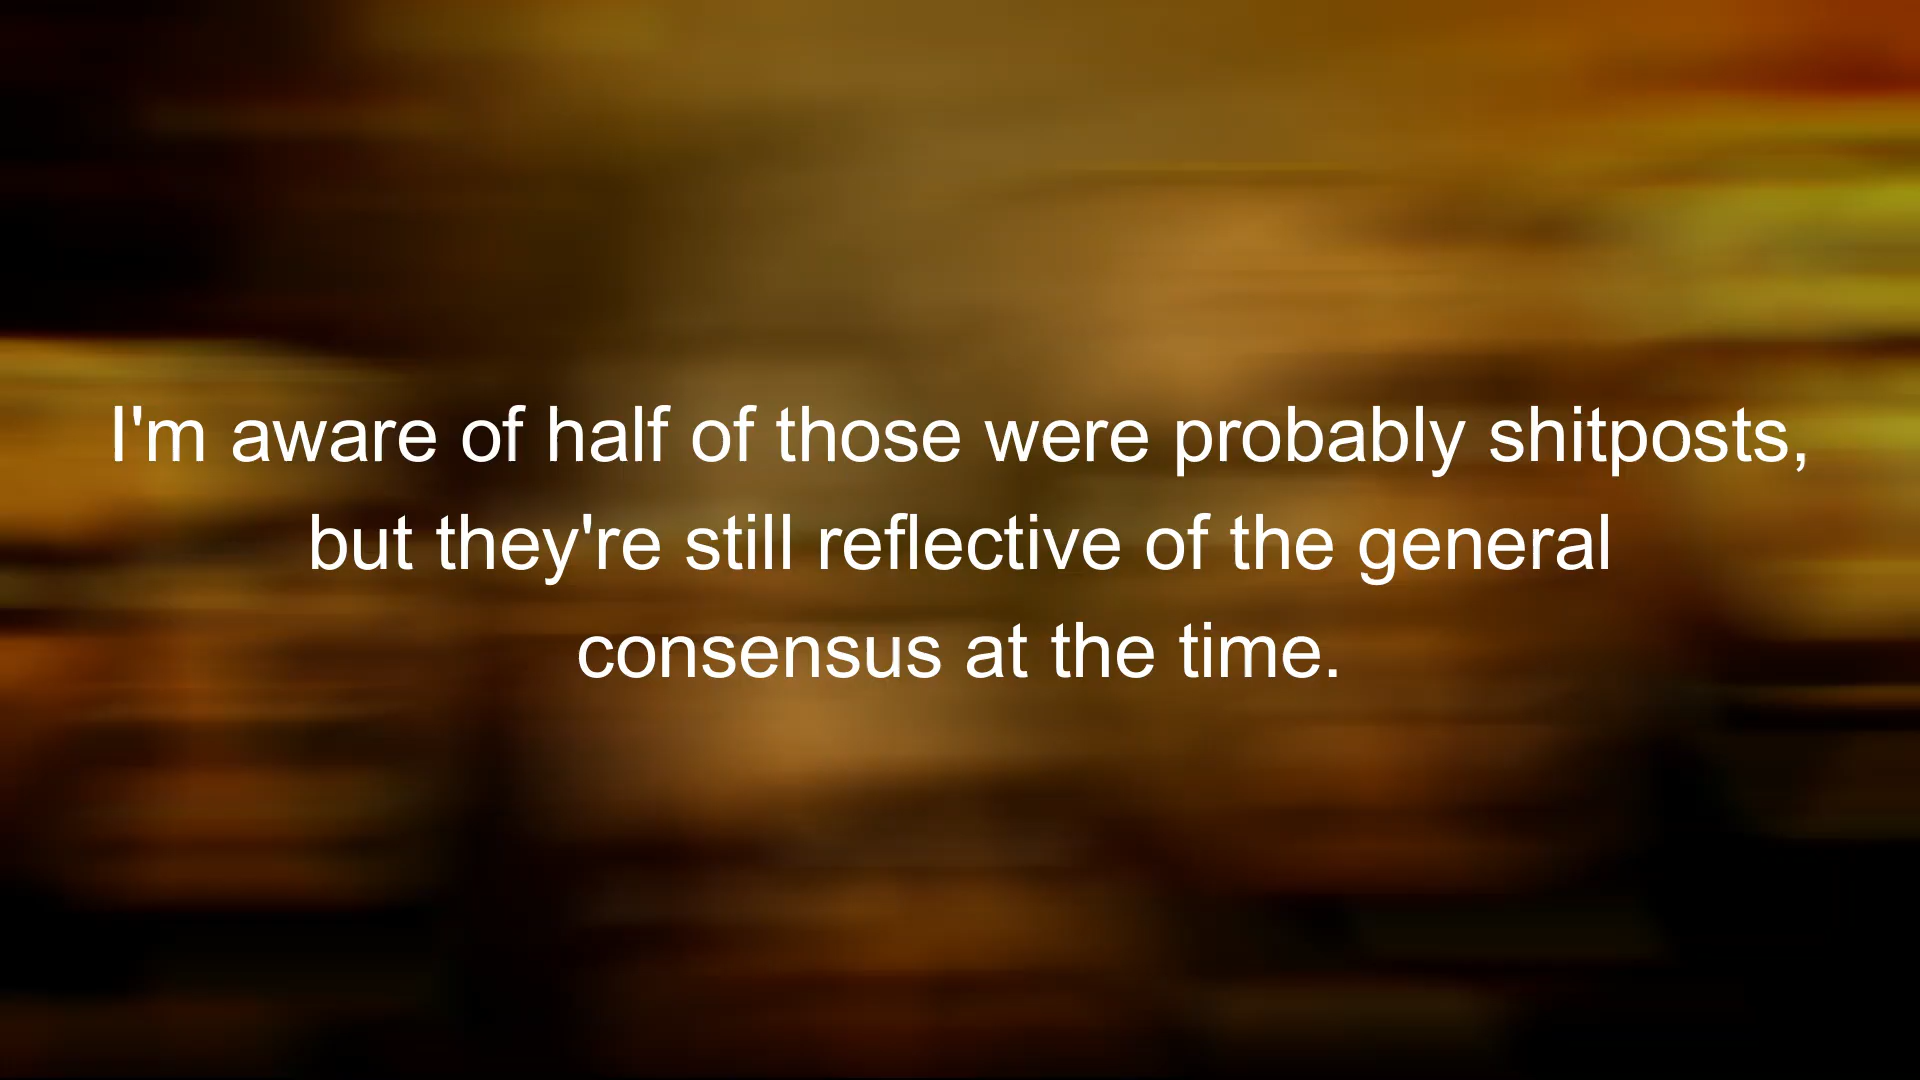 I'm aware of half of those were probably shitposts,
but they're still reflective of the general
consensus at the time.